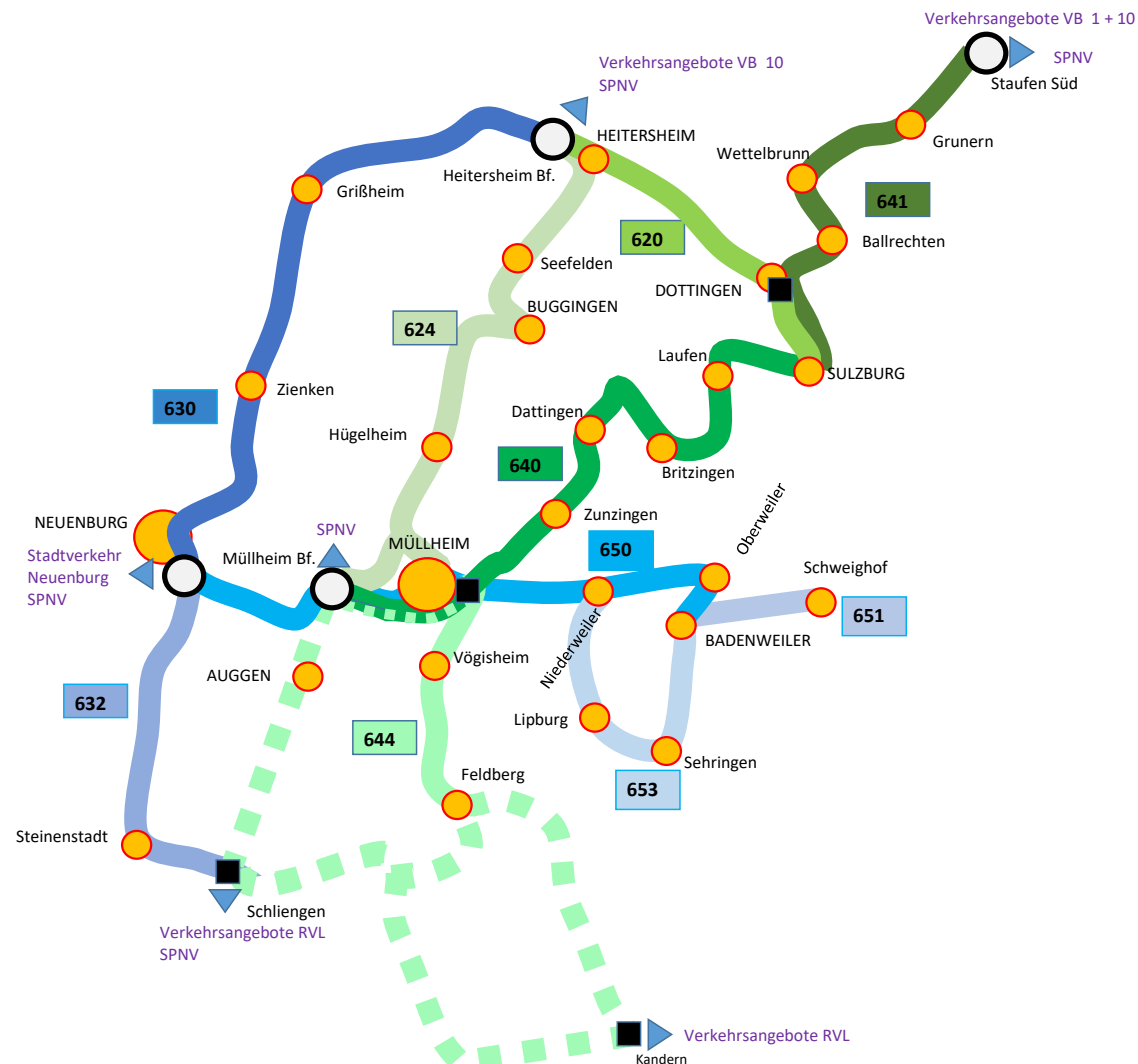 Verkehrsangebote VB 1 + 10
SPNV
Staufen Süd
Verkehrsangebote VB 10
SPNV
HEITERSHEIM
Grunern
Wettelbrunn
Heitersheim Bf.
Grißheim
641
620
Ballrechten
Seefelden
DOTTINGEN
BUGGINGEN
624
Laufen
SULZBURG
Zienken
630
Dattingen
Hügelheim
640
Britzingen
Zunzingen
Oberweiler
NEUENBURG
SPNV
MÜLLHEIM
650
Stadtverkehr
Neuenburg
SPNV
Müllheim Bf.
Schweighof
651
BADENWEILER
Niederweiler
Vögisheim
AUGGEN
632
Lipburg
644
Sehringen
Feldberg
653
Steinenstadt
Schliengen
Verkehrsangebote RVL
SPNV
Verkehrsangebote RVL
Kandern